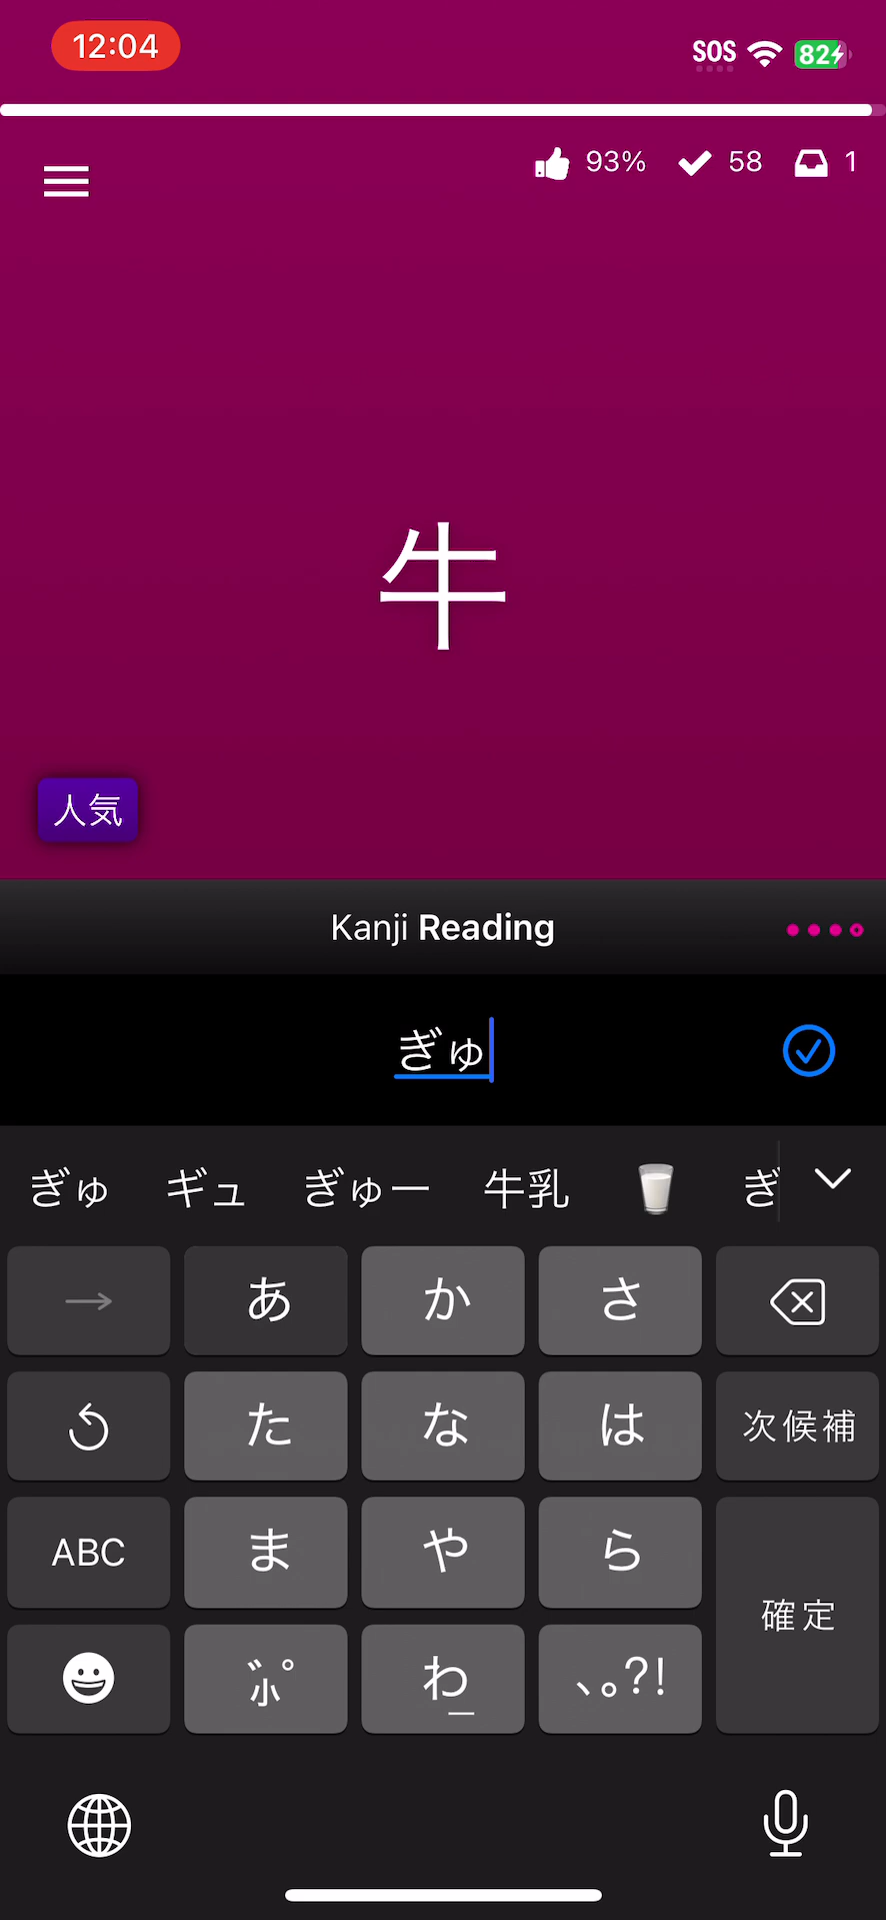 12:04 SOS 82
93% 58 1
牛
人気
Kanji Reading
ぎゅ
ぎゅ ギュ ぎゅー 牛乳 🥛 ぎ
→ あ か さ
た な は 次候補
ABC ま や ら 確定
゛゜小 わ_ 、。?!